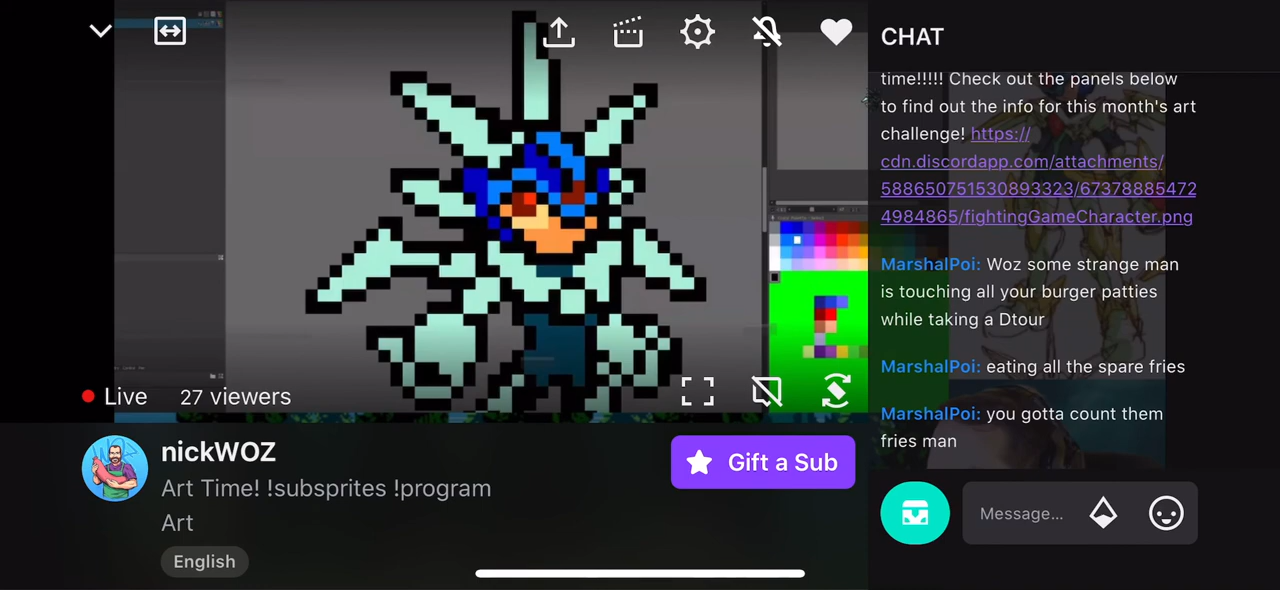 CHAT
time!!!!! Check out the panels below
to find out the info for this month's art
challenge! https://
cdn.discordapp.com/attachments/
588650751530893323/67378885472
4984865/fightingGameCharacter.png
MarshalPoi: Woz some strange man
is touching all your burger patties
while taking a Dtour
MarshalPoi: eating all the spare fries
MarshalPoi: you gotta count them
fries man
Live 27 viewers
nickWOZ
Art Time! !subsprites !program
Art
English
Gift a Sub
Message...